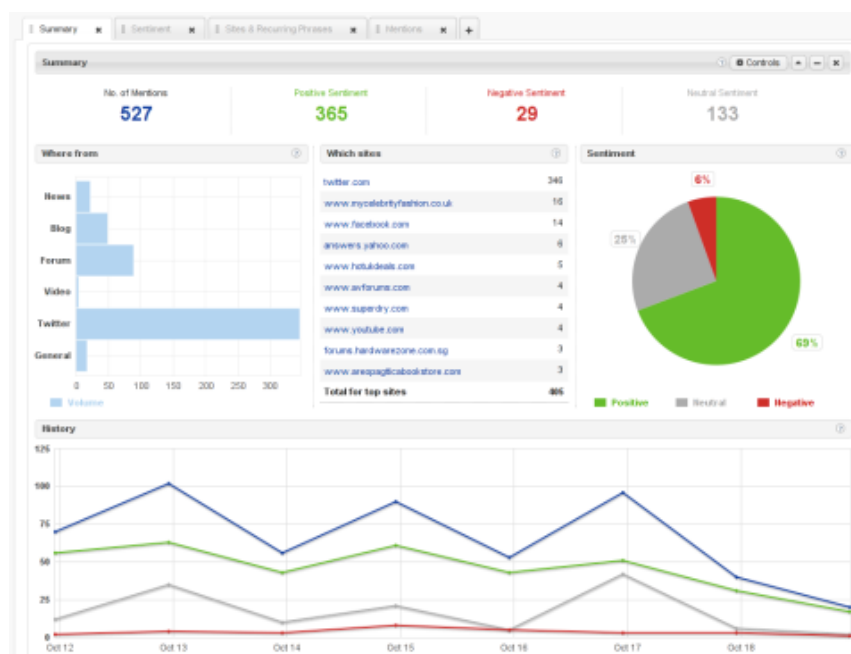 Summary Sentiment Sites & Recurring Phrases Mentions +
Summary Controls
No. of Mentions Positive Sentiment Negative Sentiment Neutral Sentiment
527 365 29 133
Where from
News
Blog
Forum
Video
Twitter
General
0 50 100 150 200 250 300
Volume
Which sites
twitter.com 346
www.mycelebrityfashion.co.uk 16
www.facebook.com 14
answers.yahoo.com 6
www.hotukdeals.com 5
www.avforums.com 4
www.superdry.com 4
www.youtube.com 4
forums.hardwarezone.com.sg 3
www.areopagiticabookstore.com 3
Total for top sites 405
Sentiment
6%
25%
69%
Positive Neutral Negative
History
125
100
75
50
25
0
Oct 12 Oct 13 Oct 14 Oct 15 Oct 16 Oct 17 Oct 18